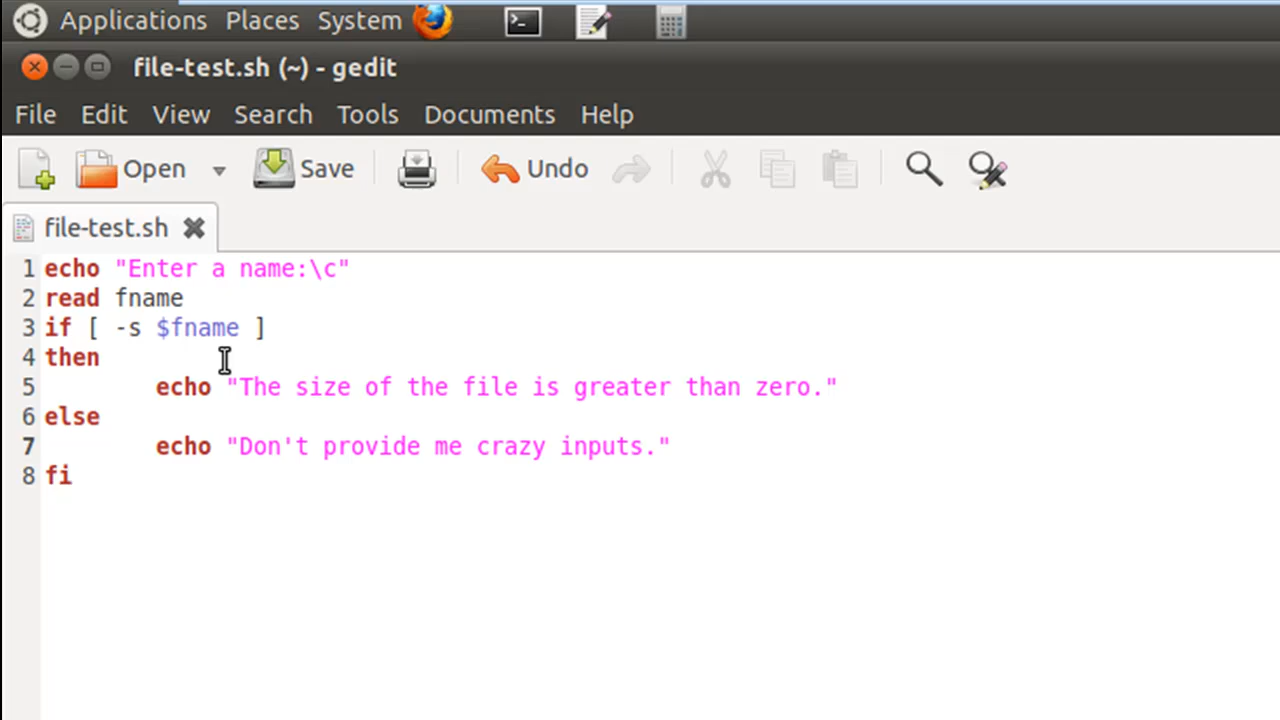 Applications Places System
file-test.sh (~) - gedit
File Edit View Search Tools Documents Help
Open Save Undo
file-test.sh
1 echo "Enter a name:\c"
2 read fname
3 if [ -s $fname ]
4 then
5 echo "The size of the file is greater than zero."
6 else
7 echo "Don't provide me crazy inputs."
8 fi